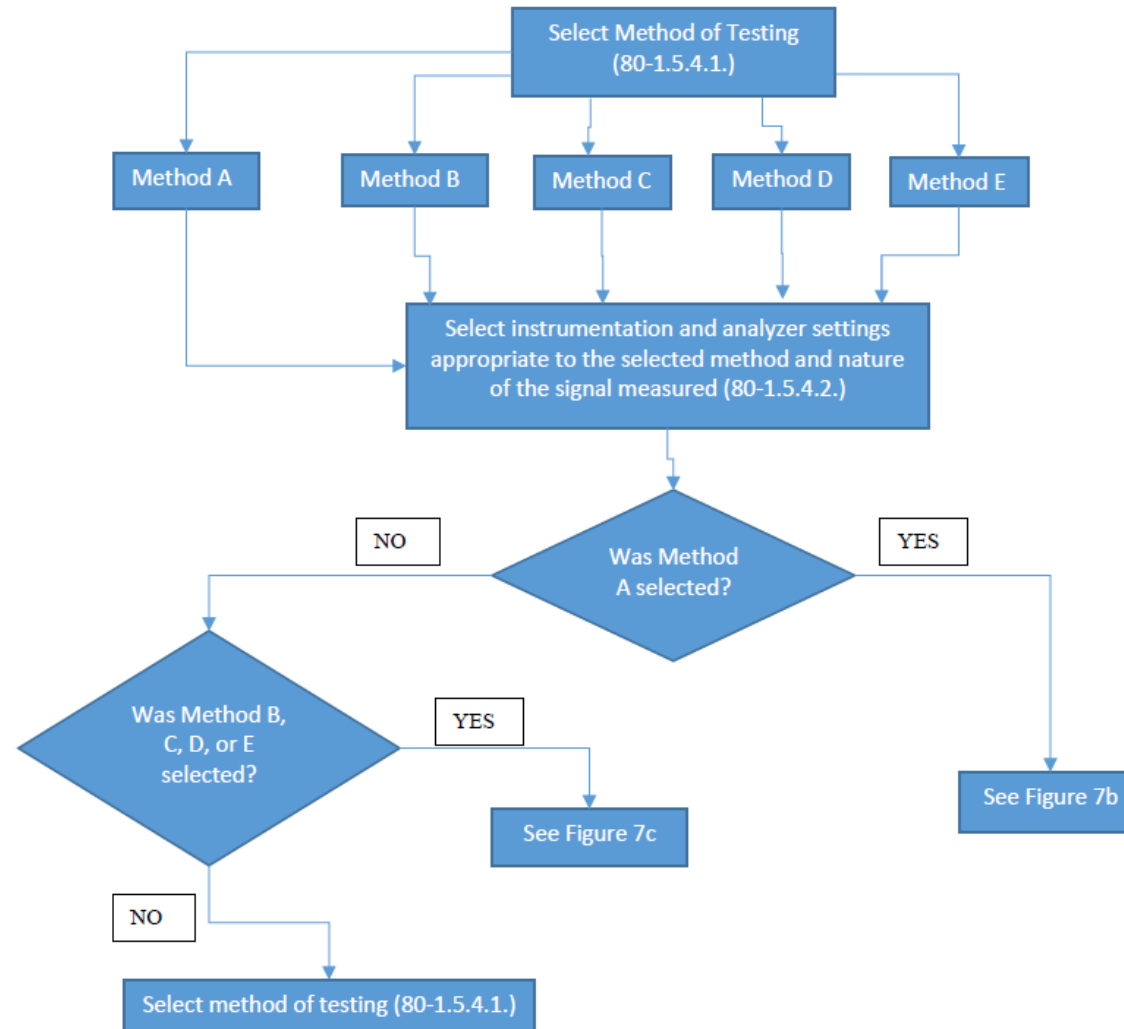 Select Method of Testing
(80-1.5.4.1.)
Method A
Method B
Method C
Method D
Method E
Select instrumentation and analyzer settings
appropriate to the selected method and nature
of the signal measured (80-1.5.4.2.)
NO
YES
Was Method
A selected?
Was Method B,
C, D, or E
selected?
YES
See Figure 7b
See Figure 7c
NO
Select method of testing (80-1.5.4.1.)